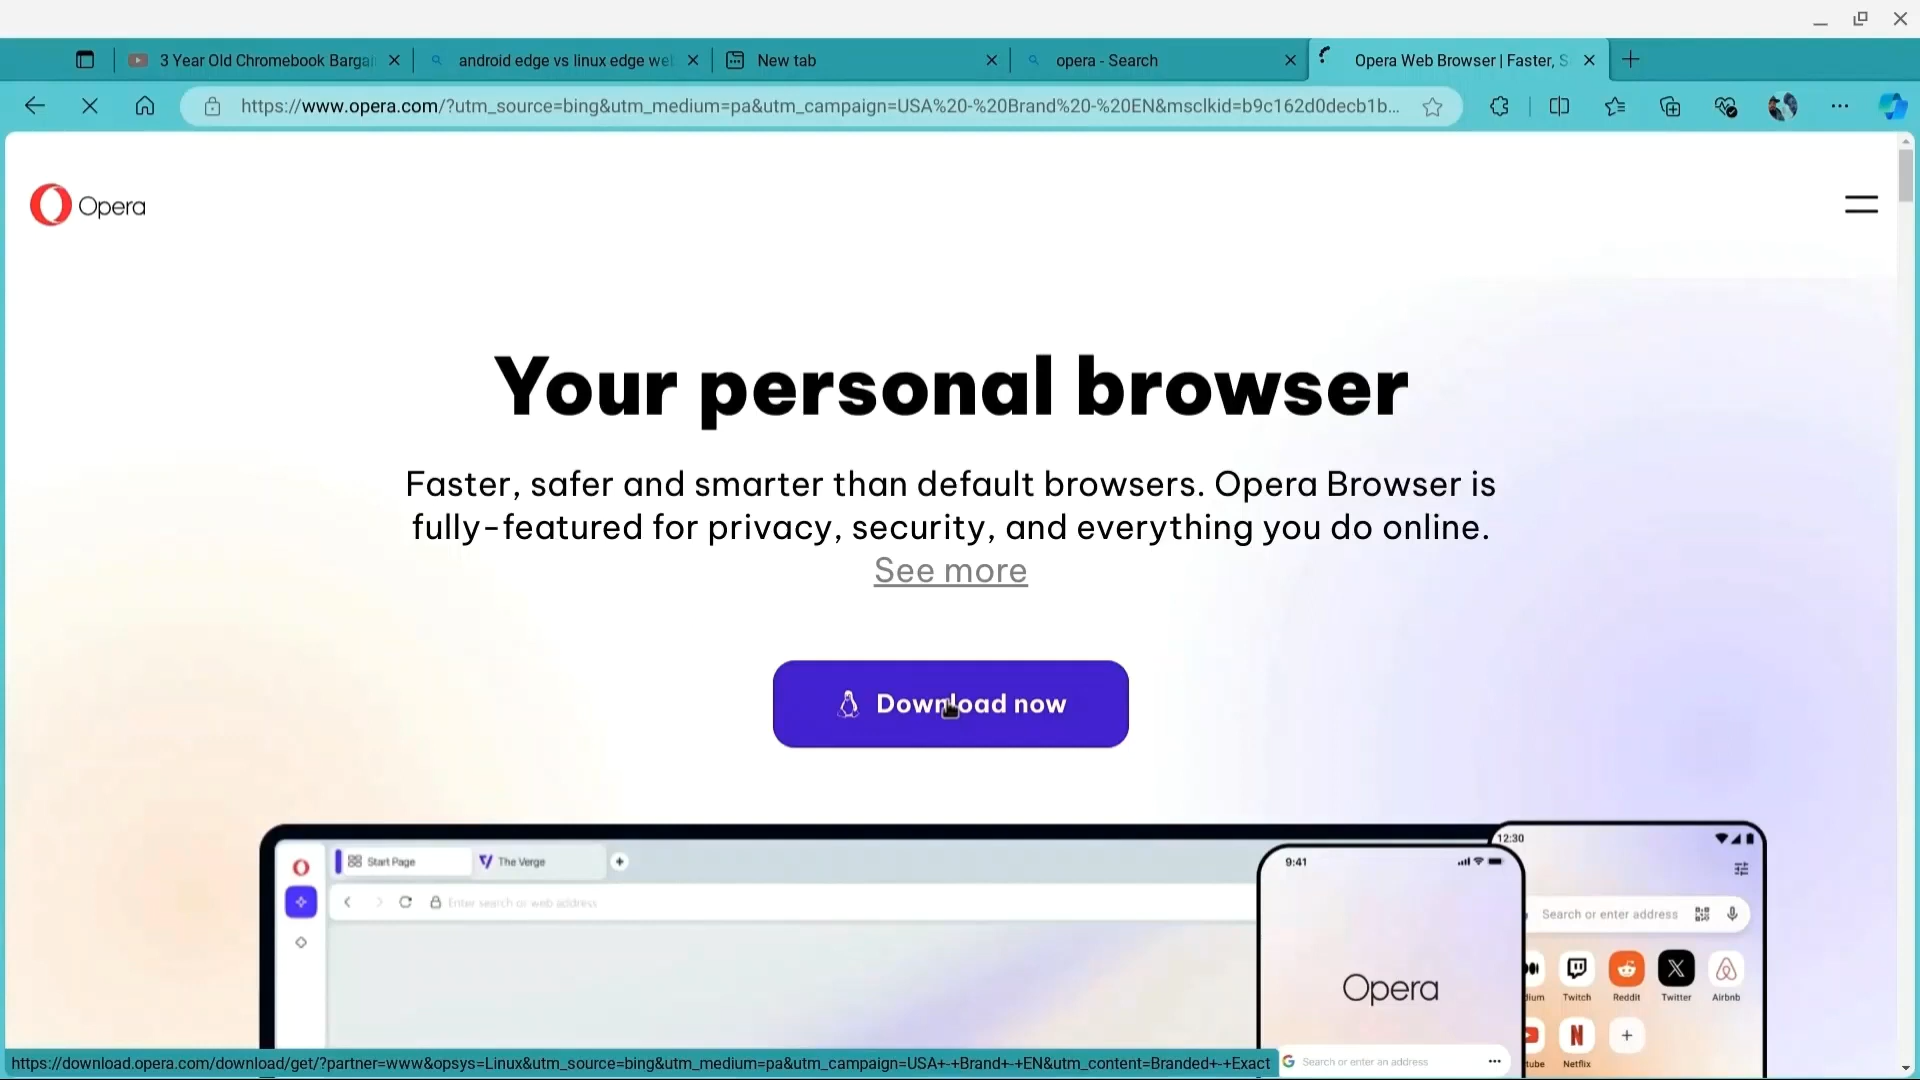 3 Year Old Chromebook Bargai
android edge vs linux edge we
New tab
opera - Search
Opera Web Browser | Faster, S
https://www.opera.com/?utm_source=bing&utm_medium=pa&utm_campaign=USA%20-%20Brand%20-%20EN&msclkid=b9c162d0decb1b...
Opera
Your personal browser
Faster, safer and smarter than default browsers. Opera Browser is
fully-featured for privacy, security, and everything you do online.
See more
Download now
12:30
Start Page
The Verge
9:41
Enter search or web address
Search or enter address
Opera
ium
Twitch
Reddit
Twitter
Airbnb
https://download.opera.com/download/get/?partner=www&opsys=Linux&utm_source=bing&utm_medium=pa&utm_campaign=USA+-+Brand+-+EN&utm_content=Branded+-+Exact
Search or enter an address
tube
Netflix